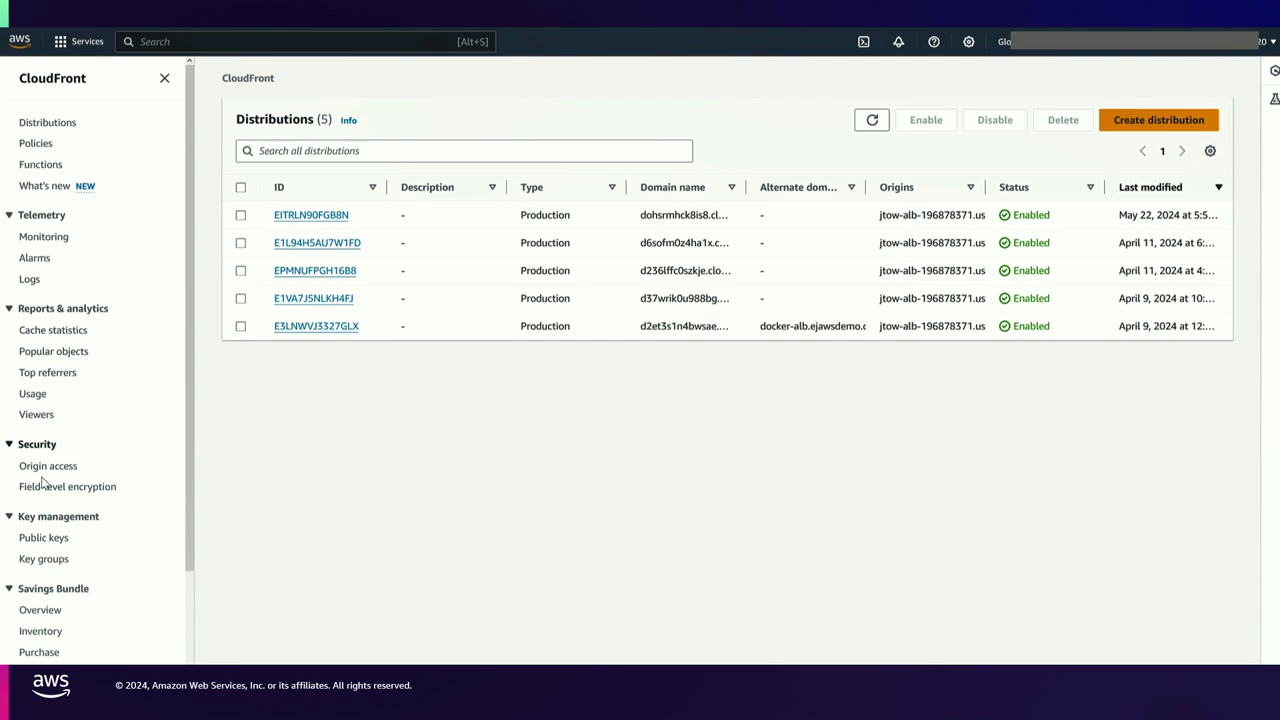 aws
Services
Search
[Alt+S]
Glo
20
CloudFront
Distributions
Policies
Functions
What's new NEW
Telemetry
Monitoring
Alarms
Logs
Reports & analytics
Cache statistics
Popular objects
Top referrers
Usage
Viewers
Security
Origin access
Field-level encryption
Key management
Public keys
Key groups
Savings Bundle
Overview
Inventory
Purchase
CloudFront
Distributions (5) Info
Enable
Disable
Delete
Create distribution
Search all distributions
1
ID Description Type Domain name Alternate dom... Origins Status Last modified
EITRLN90FGB8N - Production dohsrmhck8is8.cl... - jtow-alb-196878371.us Enabled May 22, 2024 at 5:5...
E1L94H5AU7W1FD - Production d6sofm0z4ha1x.c... - jtow-alb-196878371.us Enabled April 11, 2024 at 6:...
EPMNUFPGH16B8 - Production d236lffc0szkje.clo... - jtow-alb-196878371.us Enabled April 11, 2024 at 4:...
E1VA7J5NLKH4FJ - Production d37wrik0u988bg.... - jtow-alb-196878371.us Enabled April 9, 2024 at 10:...
E3LNWVJ3327GLX - Production d2et3s1n4bwsae.... docker-alb.ejawsdemo.c jtow-alb-196878371.us Enabled April 9, 2024 at 12:...
aws
© 2024, Amazon Web Services, Inc. or its affiliates. All rights reserved.